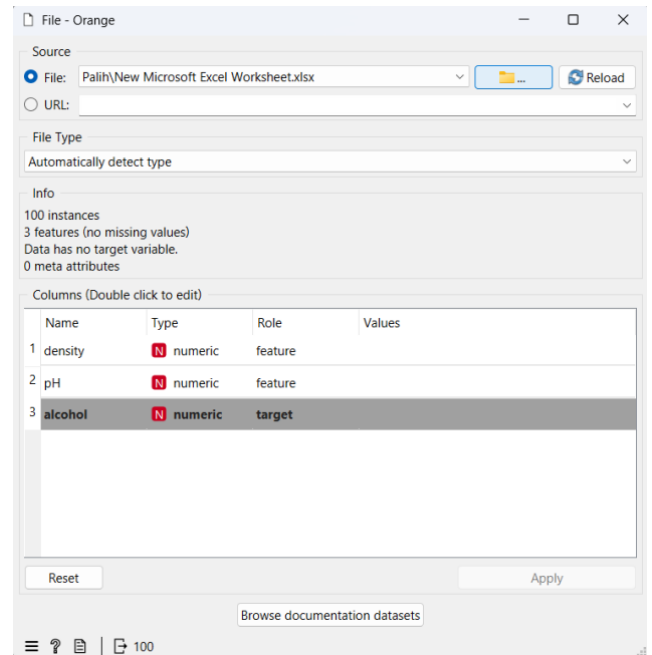 File - Orange
Source
File: Palih\New Microsoft Excel Worksheet.xlsx ... Reload
URL:
File Type
Automatically detect type
Info
100 instances
3 features (no missing values)
Data has no target variable.
0 meta attributes
Columns (Double click to edit)
Name Type Role Values
1 density N numeric feature
2 pH N numeric feature
3 alcohol N numeric target
Reset Apply
Browse documentation datasets
? 100